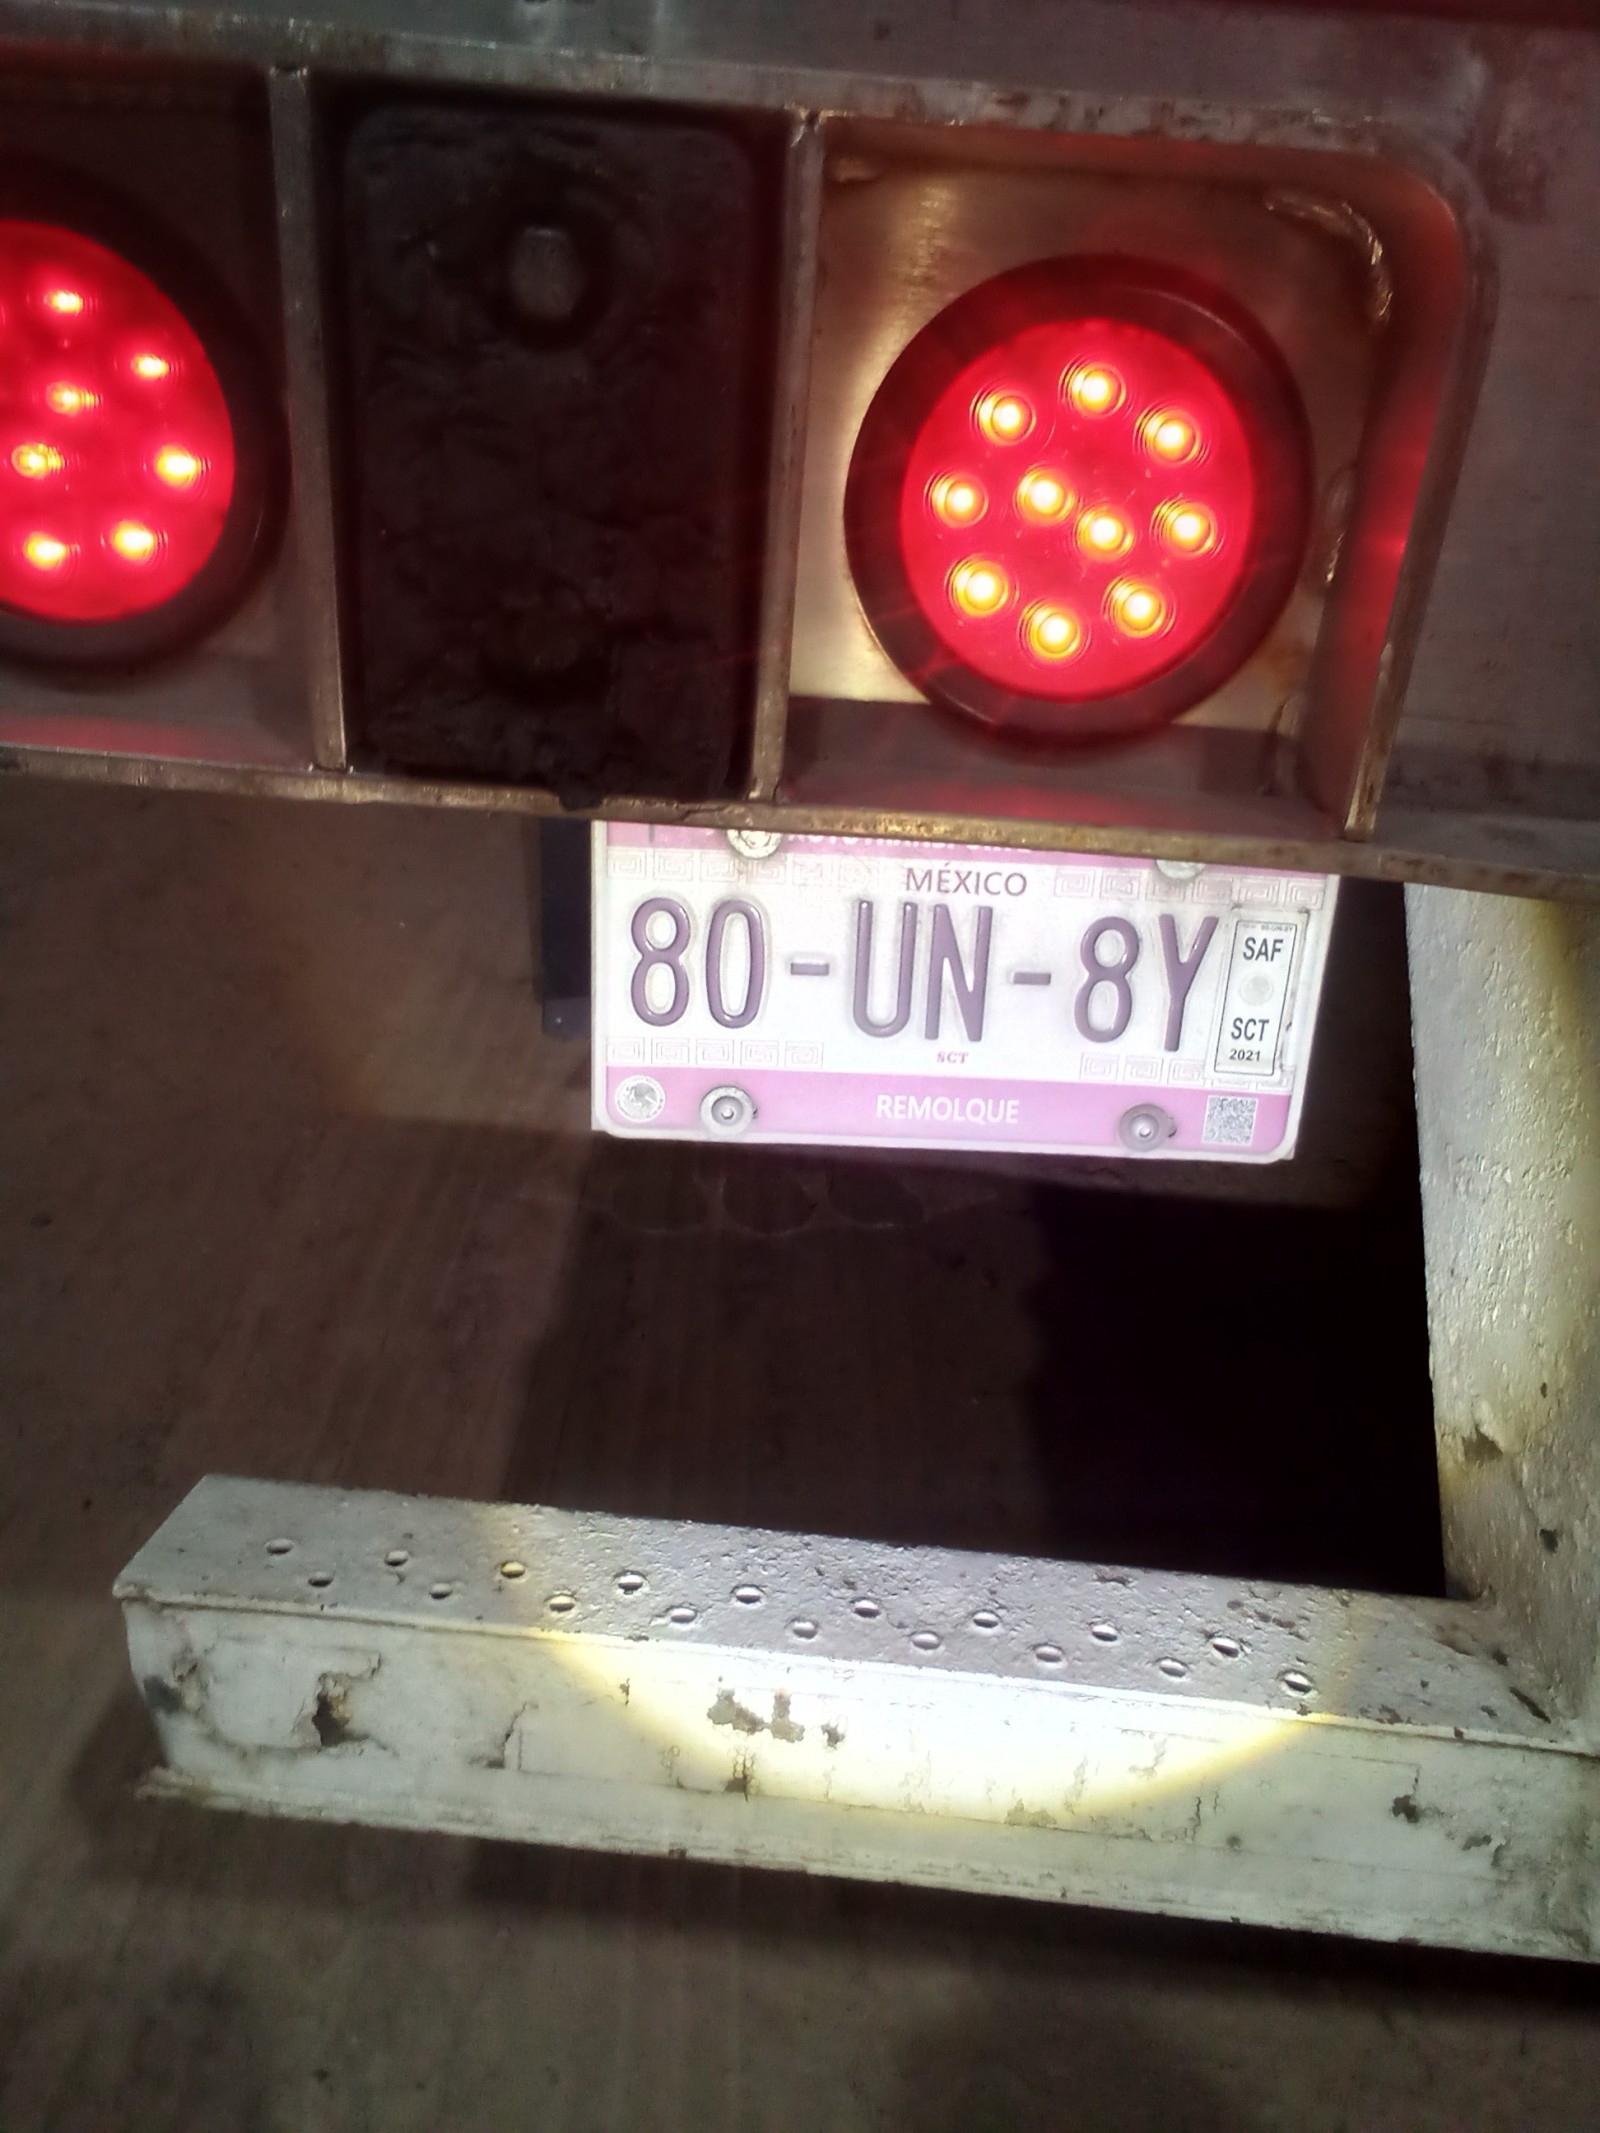 MÉXICO
80-UN-8Y
SAF
SCT
2021
SCT
REMOLQUE